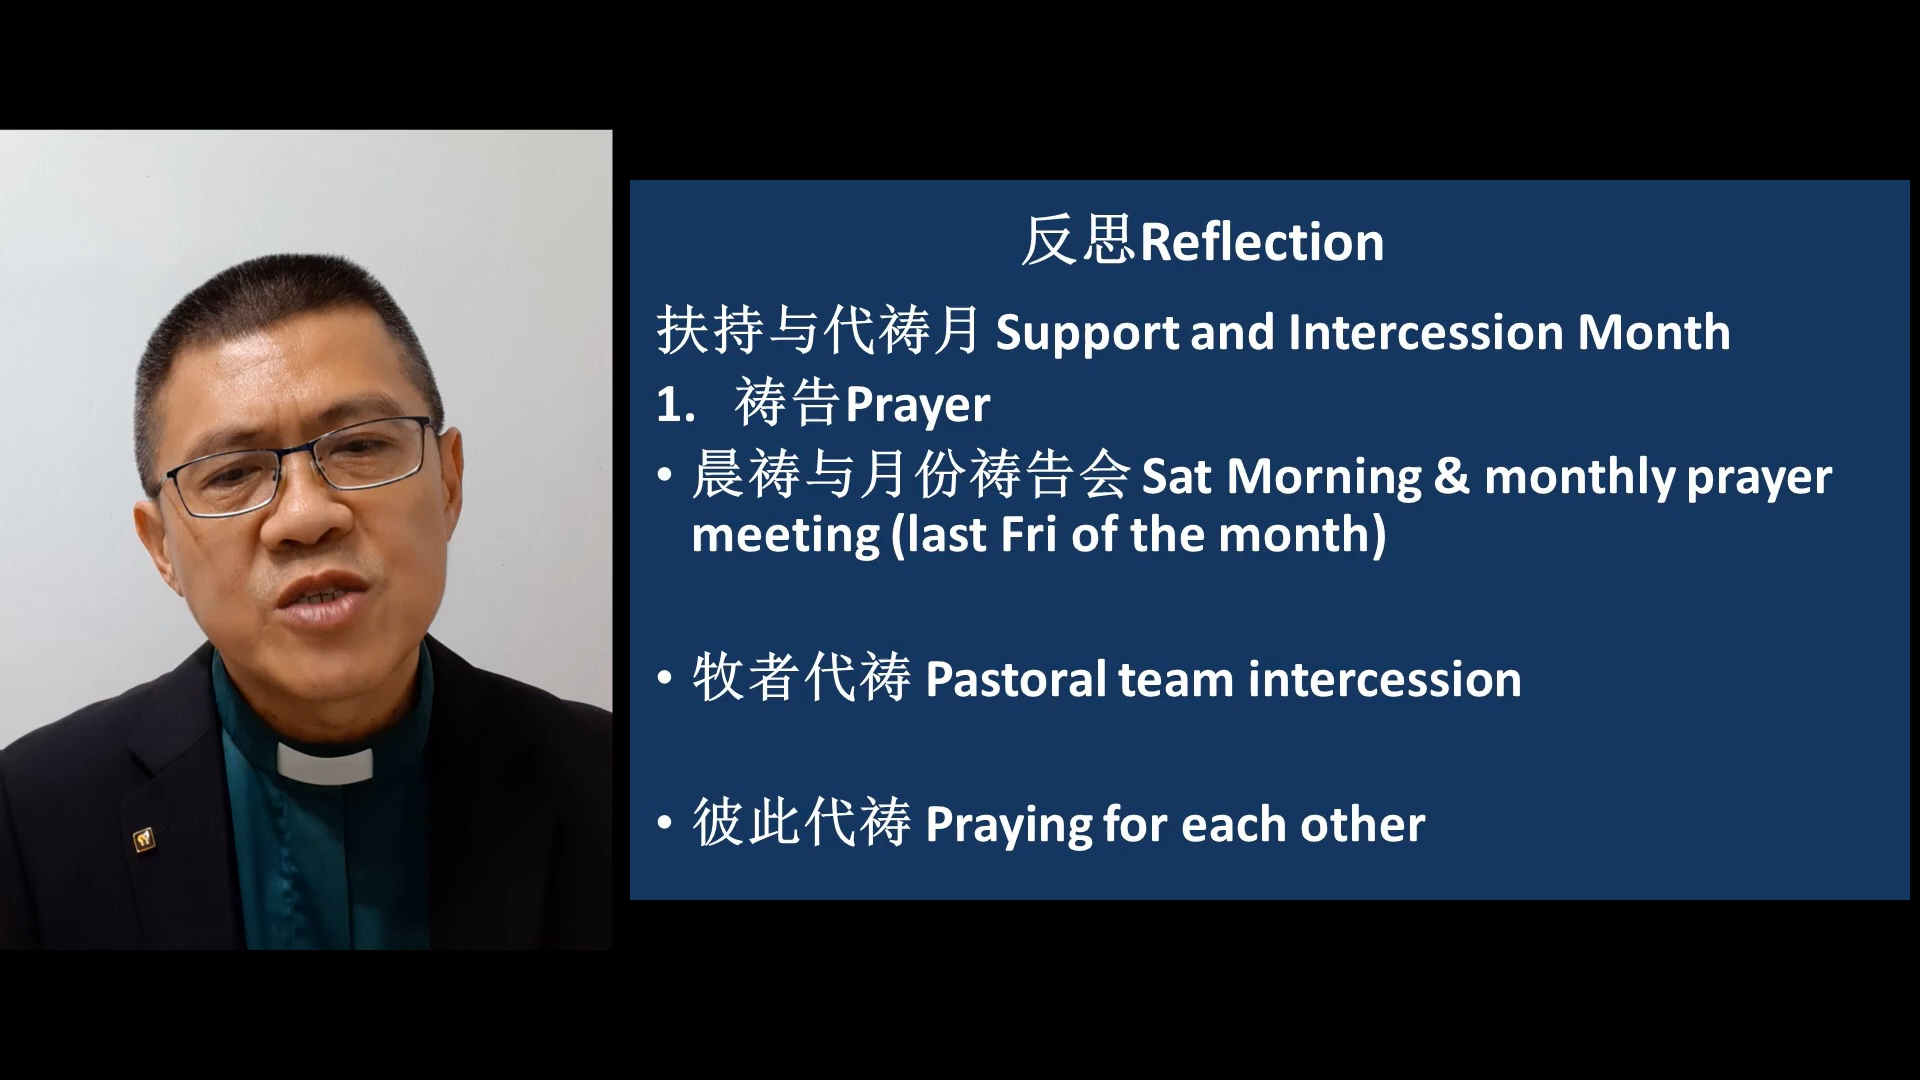 反思Reflection
扶持与代祷月 Support and Intercession Month
1. 祷告Prayer
• 晨祷与月份祷告会 Sat Morning & monthly prayer
meeting (last Fri of the month)
• 牧者代祷 Pastoral team intercession
• 彼此代祷 Praying for each other